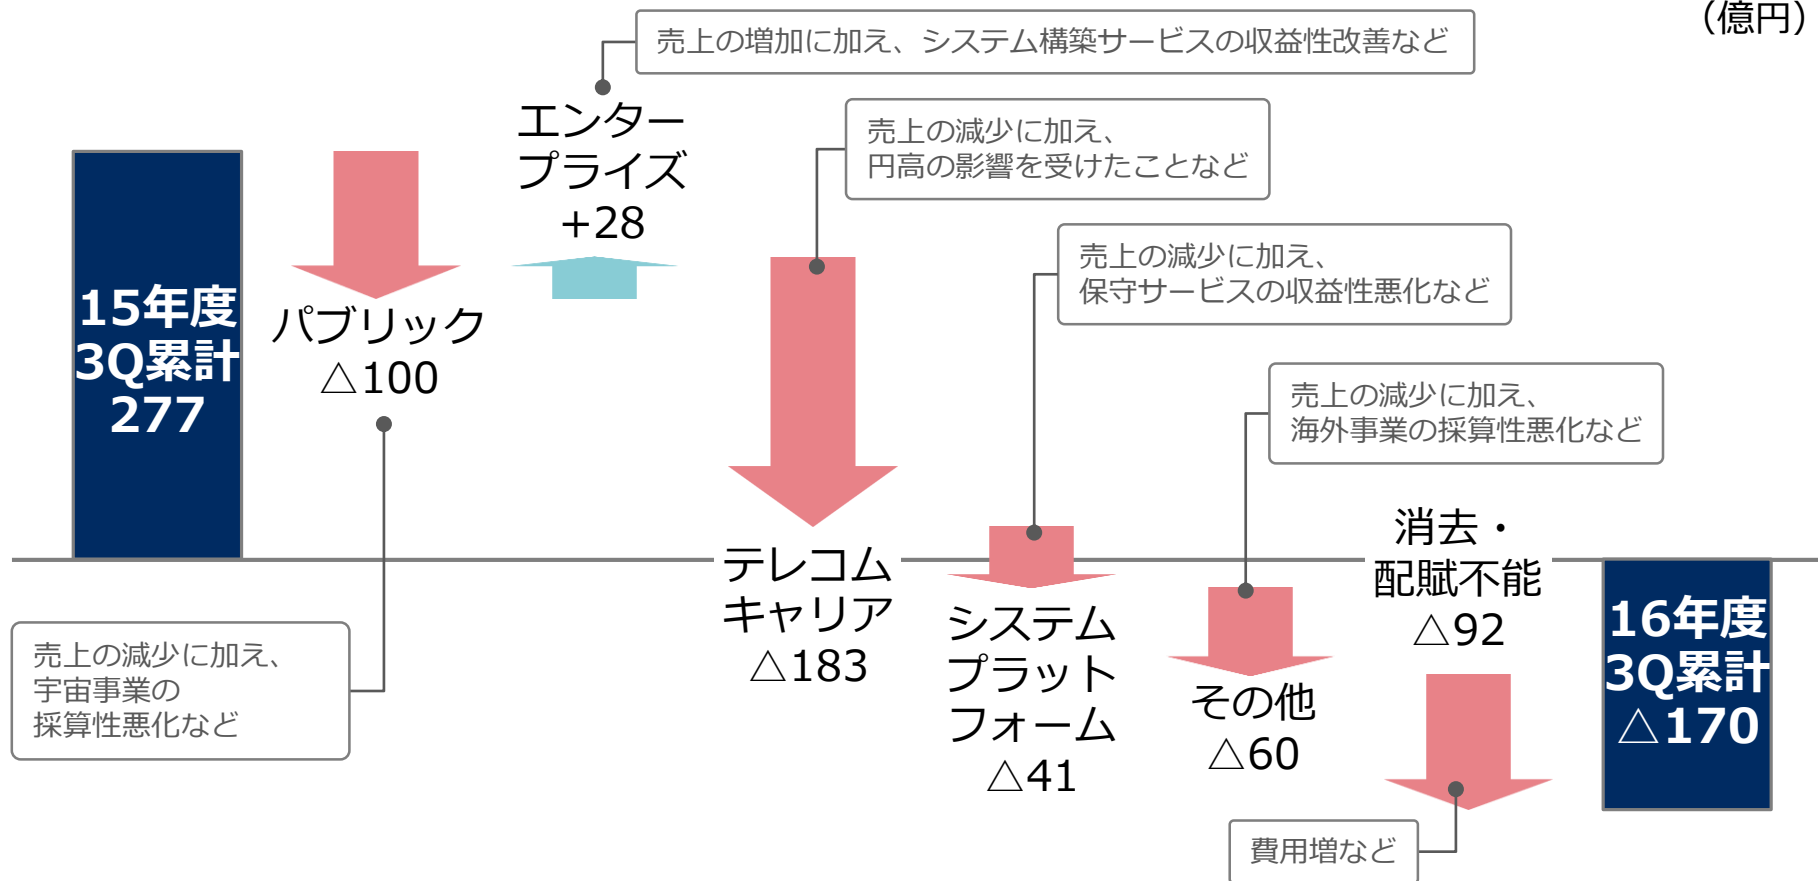 （億円）
売上の増加に加え、システム構築サービスの収益性改善など
エンター
プライズ
+28
売上の減少に加え、
円高の影響を受けたことなど
売上の減少に加え、
保守サービスの収益性悪化など
15年度
3Q累計
277
パブリック
△100
売上の減少に加え、
海外事業の採算性悪化など
消去・
配賦不能
△92
テレコム
キャリア
△183
システム
プラット
フォーム
△41
その他
△60
16年度
3Q累計
△170
売上の減少に加え、
宇宙事業の
採算性悪化など
費用増など